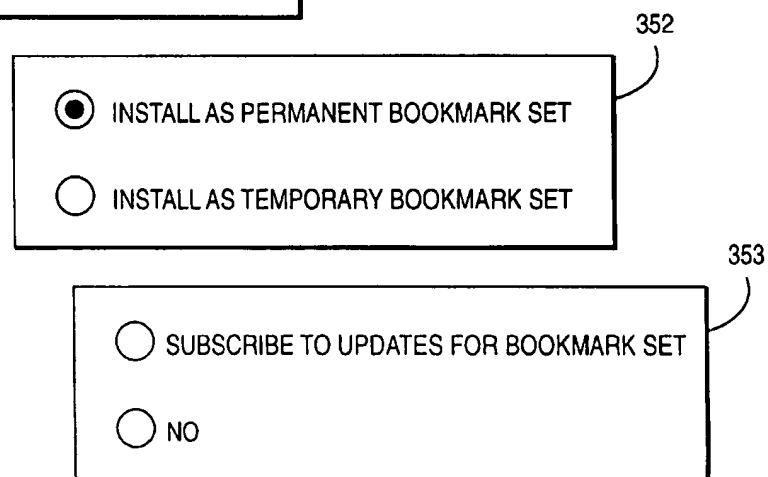 352
INSTALL AS PERMANENT BOOKMARK SET
INSTALL AS TEMPORARY BOOKMARK SET
353
SUBSCRIBE TO UPDATES FOR BOOKMARK SET
NO